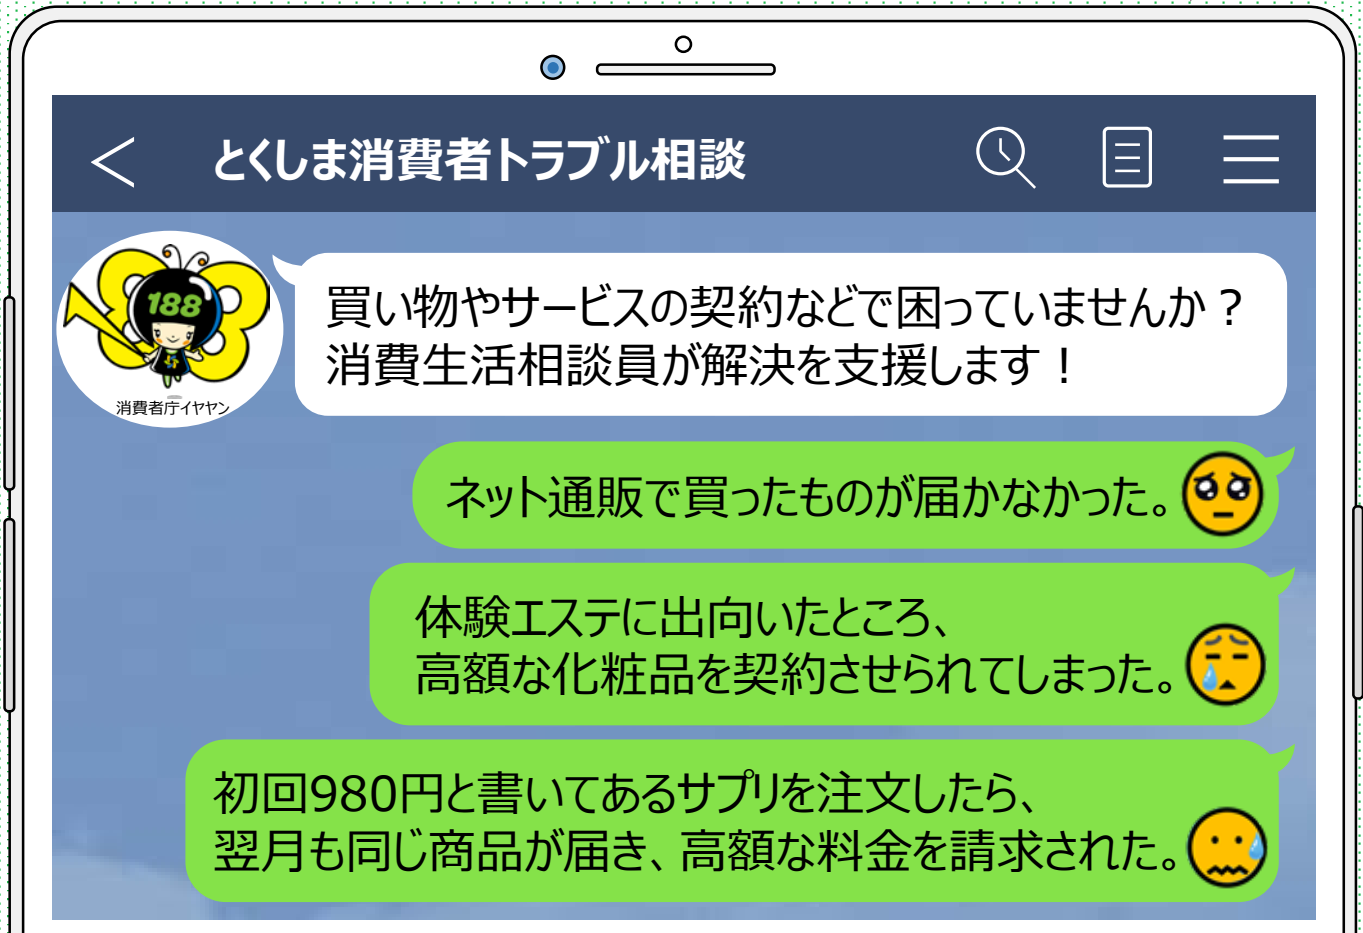 とくしま消費者トラブル相談
188
消費者庁イヤヤン
買い物やサービスの契約などで困っていませんか？
消費生活相談員が解決を支援します！
ネット通販で買ったものが届かなかった。
体験エステに出向いたところ、
高額な化粧品を契約させられてしまった。
初回980円と書いてあるサプリを注文したら、
翌月も同じ商品が届き、高額な料金を請求された。